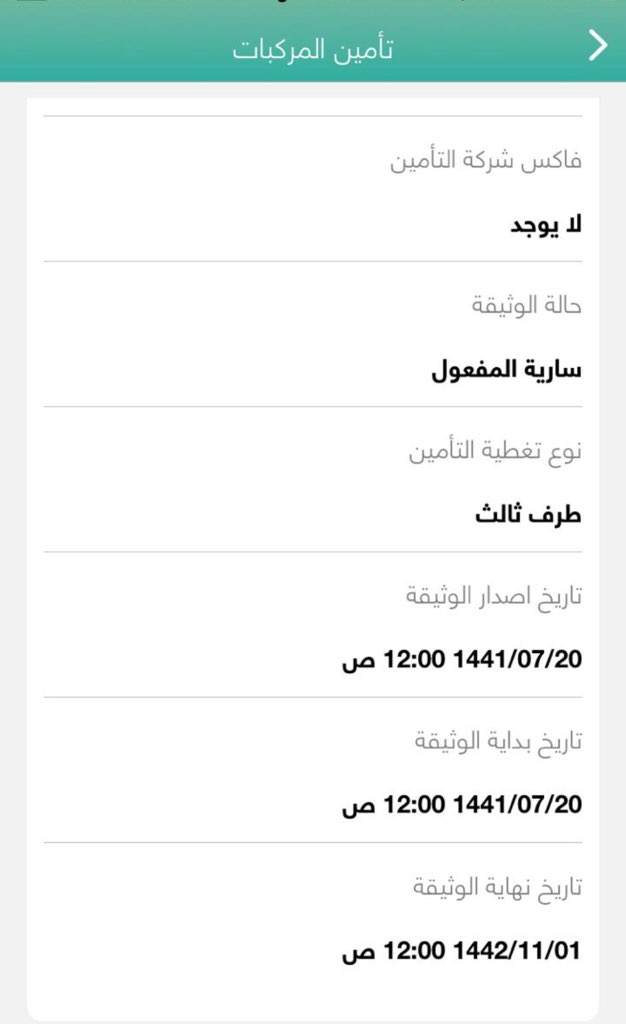 تأمين المركبات
فاكس شركة التأمين
لا يوجد
حالة الوثيقة
سارية المفعول
نوع تغطية التأمين
طرف ثالث
تاريخ اصدار الوثيقة
1441/07/20 12:00 ص
تاريخ بداية الوثيقة
1441/07/20 12:00 ص
تاريخ نهاية الوثيقة
1442/11/01 12:00 ص